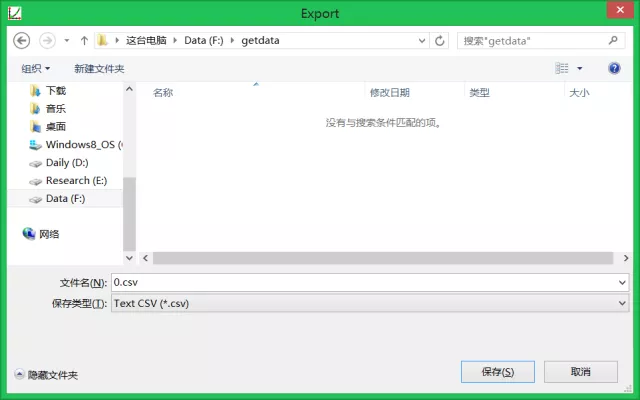 Export
这台电脑 Data (F:) getdata
搜索"getdata"
组织 新建文件夹
名称 修改日期 类型 大小
没有与搜索条件匹配的项。
下载
音乐
桌面
Windows8_OS (
Daily (D:)
Research (E:)
Data (F:)
网络
文件名(N): 0.csv
保存类型(T): Text CSV (*.csv)
隐藏文件夹
保存(S) 取消